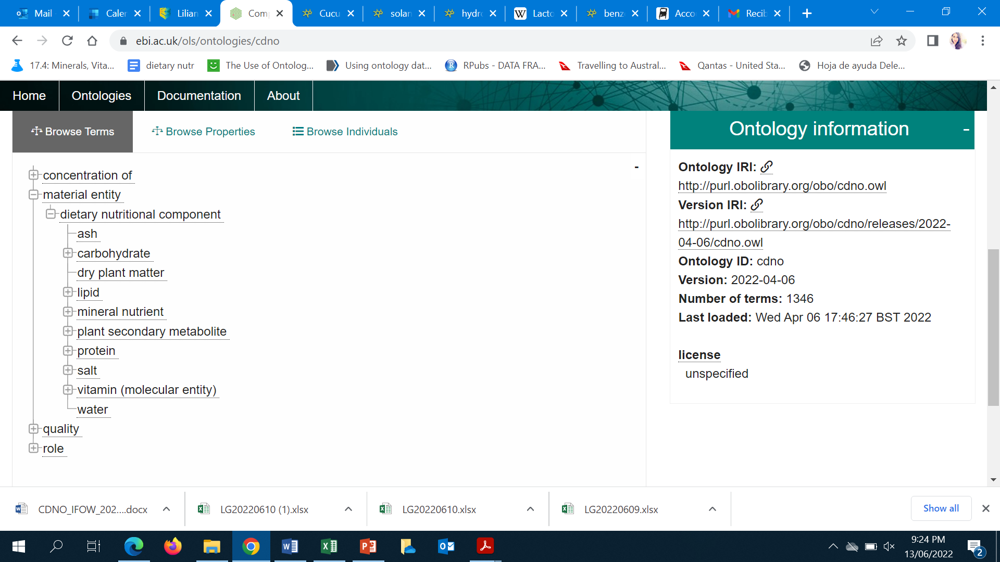 Mail
Caler
Lilian
Com
Cucu
solar
hydro
Lacto
benz
Acco
Recib
ebi.ac.uk/ols/ontologies/cdno
17.4: Minerals, Vita...
dietary nutr
The Use of Ontolog...
Using ontology dat...
RPubs - DATA FRA...
Travelling to Austral...
Qantas - United Sta...
Hoja de ayuda Dele...
Home
Ontologies
Documentation
About
Browse Terms
Browse Properties
Browse Individuals
concentration of
material entity
dietary nutritional component
ash
carbohydrate
dry plant matter
lipid
mineral nutrient
plant secondary metabolite
protein
salt
vitamin (molecular entity)
water
quality
role
-
Ontology information -
Ontology IRI:
http://purl.obolibrary.org/obo/cdno.owl
Version IRI:
http://purl.obolibrary.org/obo/cdno/releases/2022-
04-06/cdno.owl
Ontology ID: cdno
Version: 2022-04-06
Number of terms: 1346
Last loaded: Wed Apr 06 17:46:27 BST 2022
license
unspecified
CDNO_IFOW_202....docx
LG20220610 (1).xlsx
LG20220610.xlsx
LG20220609.xlsx
Show all
9:24 PM
13/06/2022
2